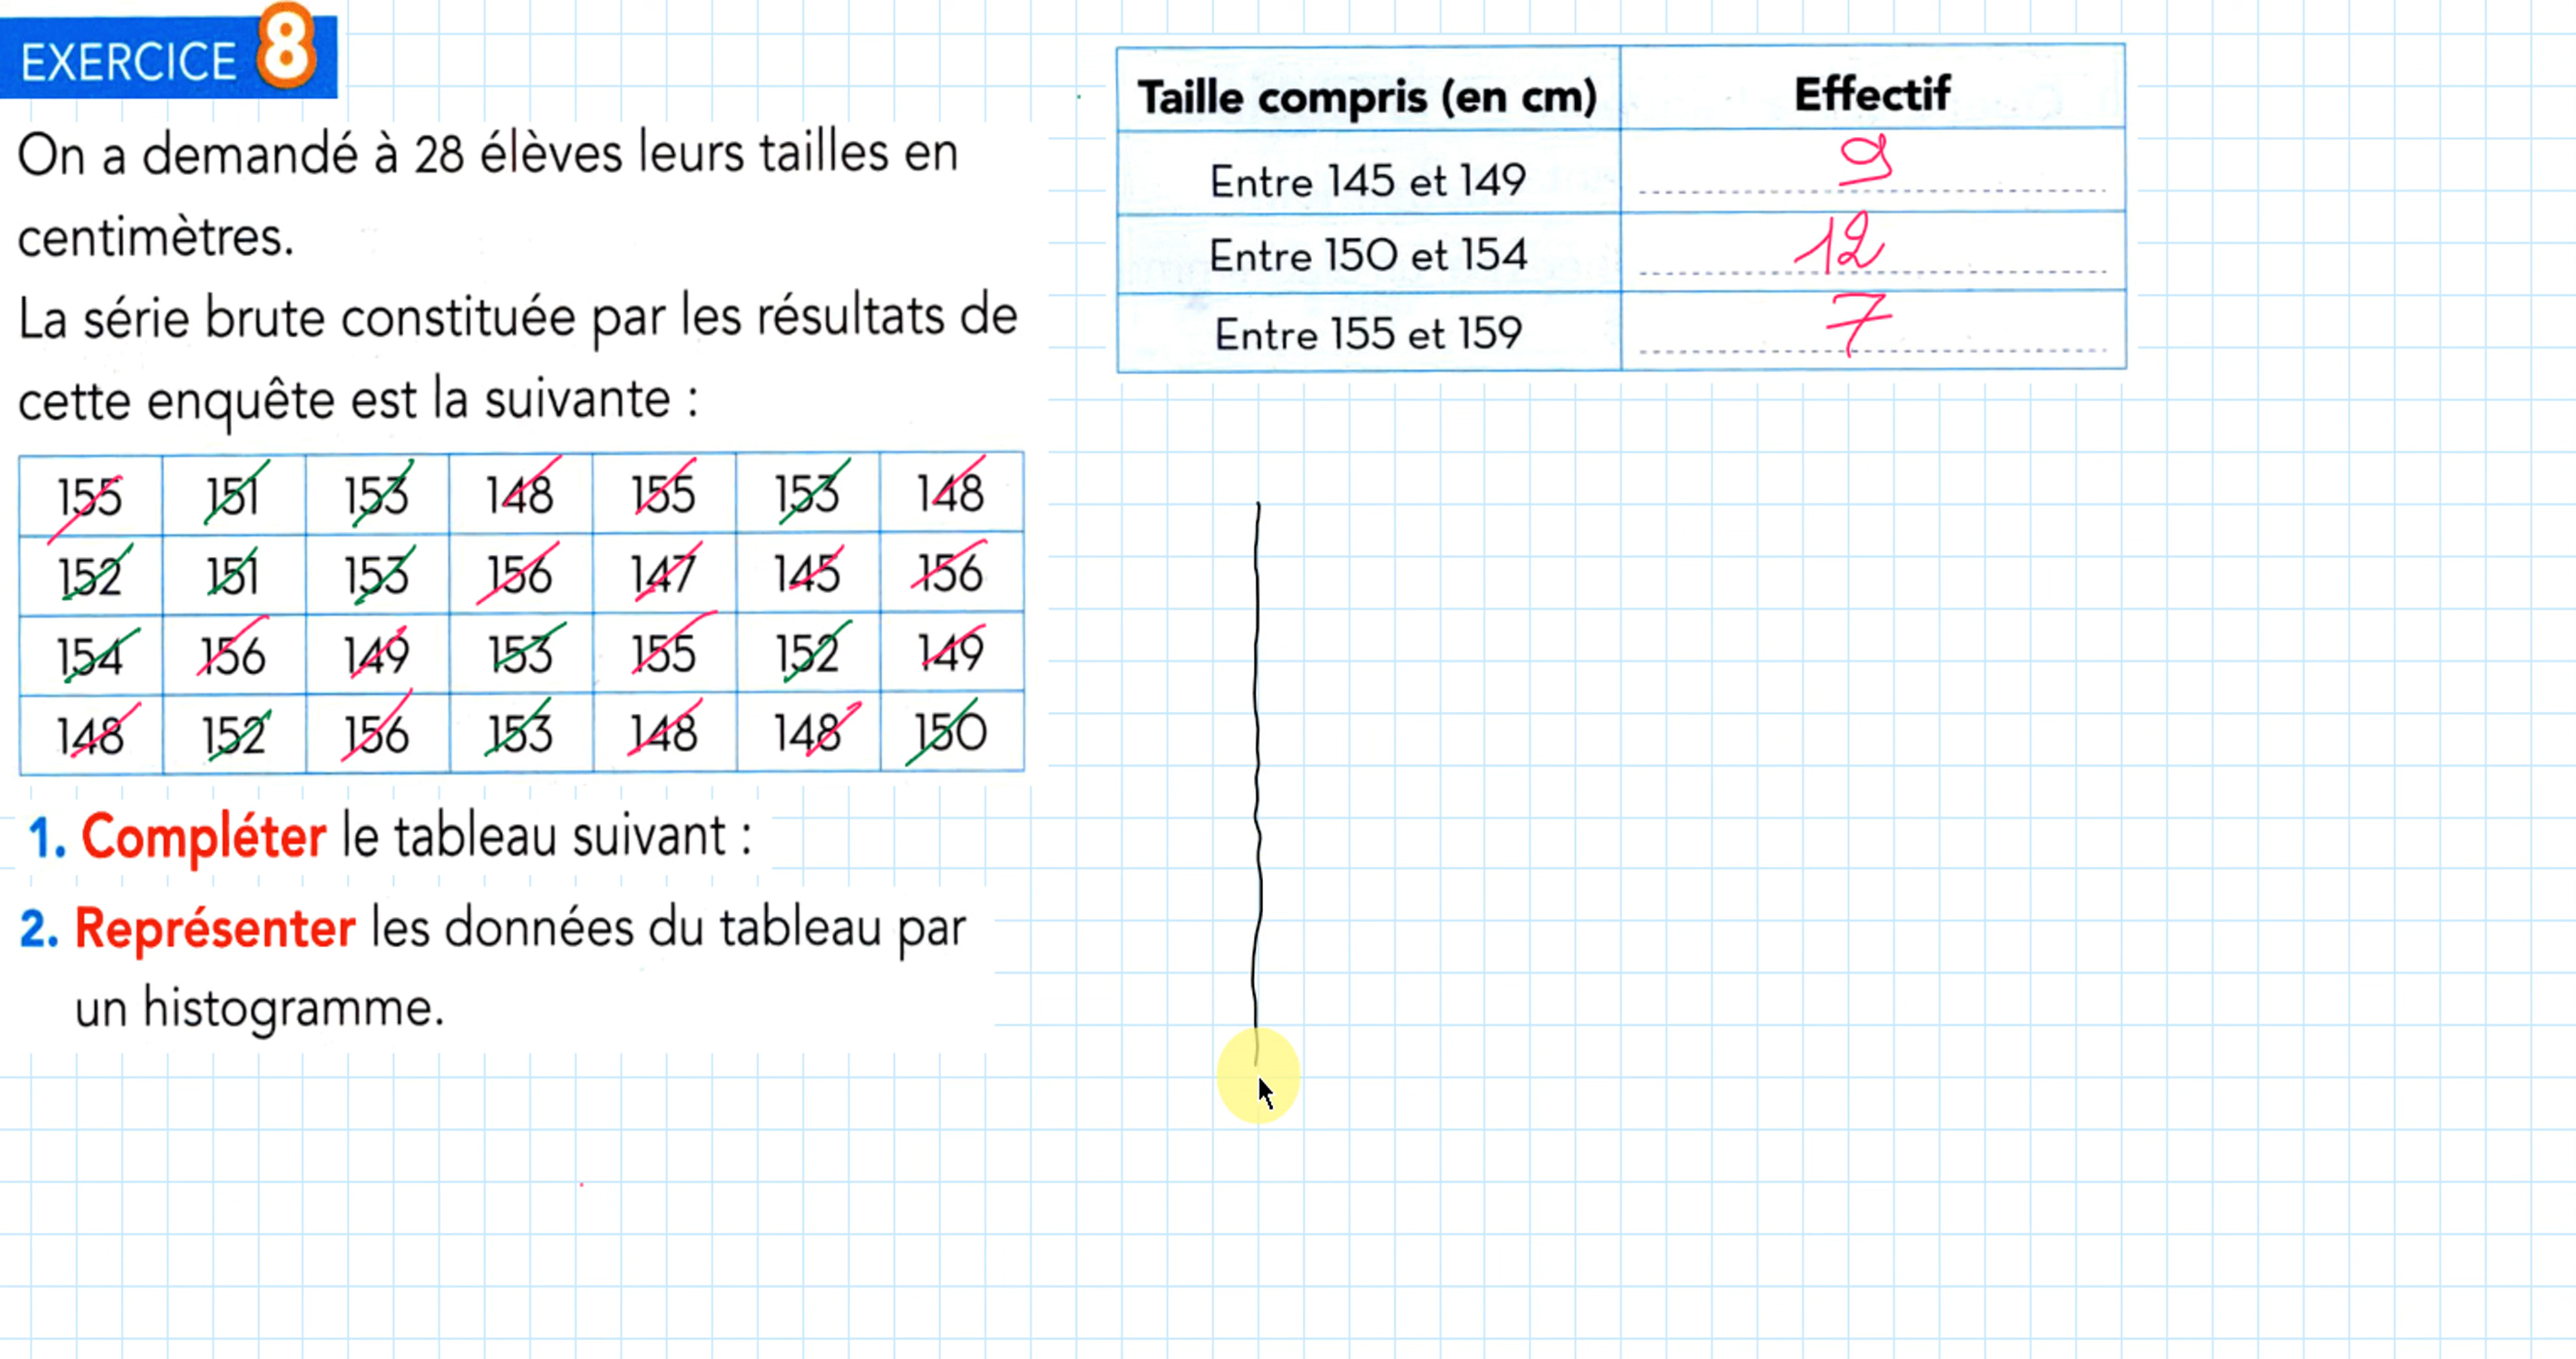 EXERCICE 8
On a demandé à 28 élèves leurs tailles en
centimètres.
La série brute constituée par les résultats de
cette enquête est la suivante :
155 151 153 148 155 153 148
152 151 153 156 147 145 156
154 156 149 153 155 152 149
148 152 156 153 148 148 150
1. Compléter le tableau suivant :
2. Représenter les données du tableau par
un histogramme.
Taille compris (en cm) Effectif
Entre 145 et 149 9
Entre 150 et 154 12
Entre 155 et 159 7